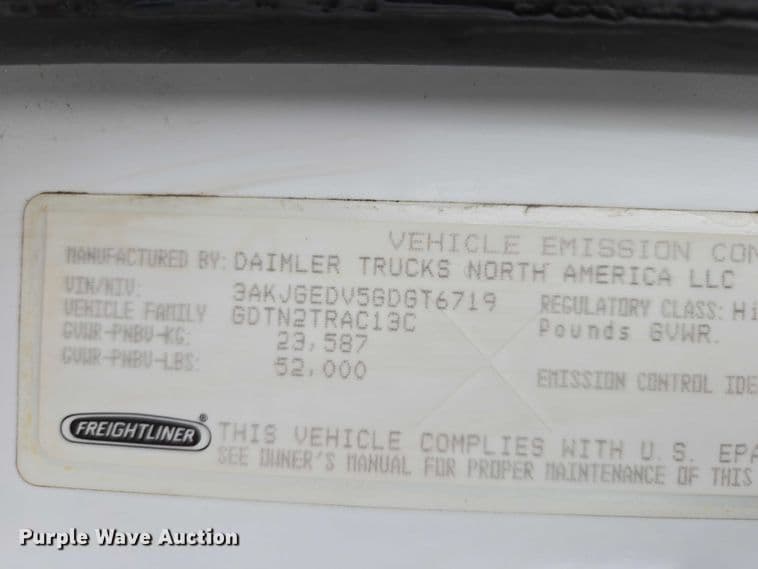 VEHICLE EMISSION CON
MANUFACTURED BY: DAIMLER TRUCKS NORTH AMERICA LLC
VIN/NIV: 3AKJGEDV5GDGT6719 REGULATORY CLASS: Hi
VEHICLE FAMILY GDTN2TRAC13C Pounds GVWR.
GVWR-PNBV-KG: 23,587
GVWR-PNBV-LBS: 52,000 EMISSION CONTROL IDE
FREIGHTLINER® THIS VEHICLE COMPLIES WITH U.S. EPA
SEE OWNER'S MANUAL FOR PROPER MAINTENANCE OF THIS
Purple Wave Auction